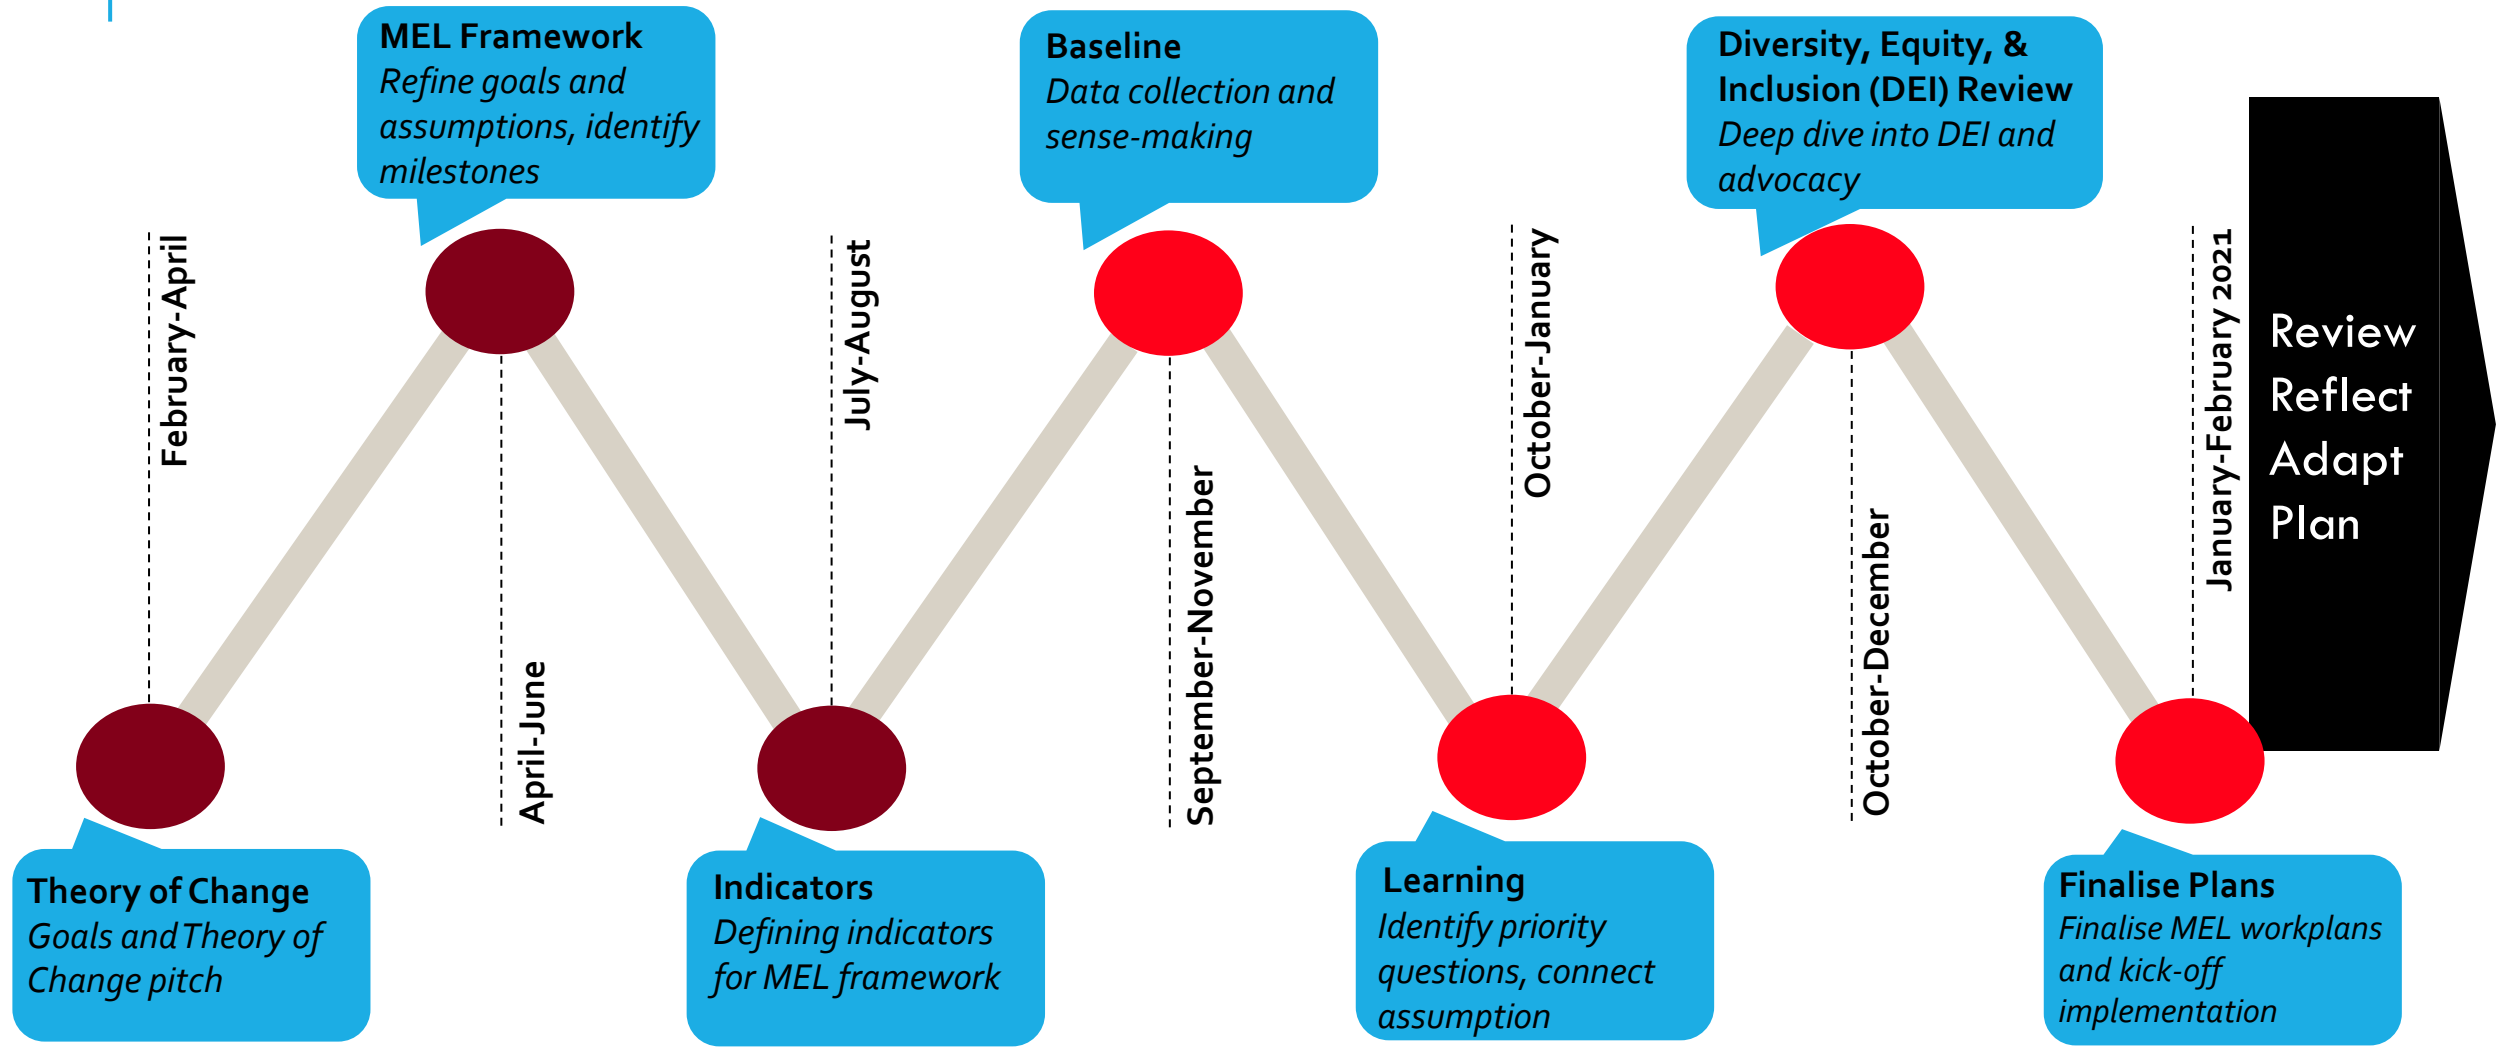 MEL Framework
Refine goals and
assumptions, identify
milestones
Baseline
Data collection and
sense-making
Diversity, Equity, &
Inclusion (DEI) Review
Deep dive into DEI and
advocacy
February-April
April-June
July-August
September-November
October-January
October-December
January-February 2021
Review
Reflect
Adapt
Plan
Theory of Change
Goals and Theory of
Change pitch
Indicators
Defining indicators
for MEL framework
Learning
Identify priority
questions, connect
assumption
Finalise Plans
Finalise MEL workplans
and kick-off
implementation